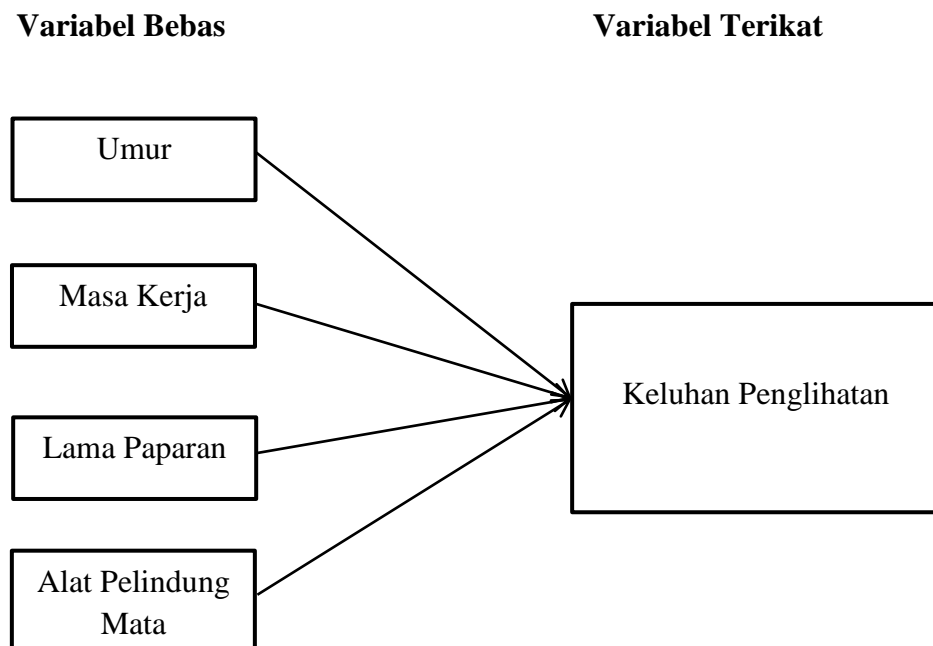 Variabel Bebas
Variabel Terikat
Umur
Masa Kerja
Keluhan Penglihatan
Lama Paparan
Alat Pelindung
Mata